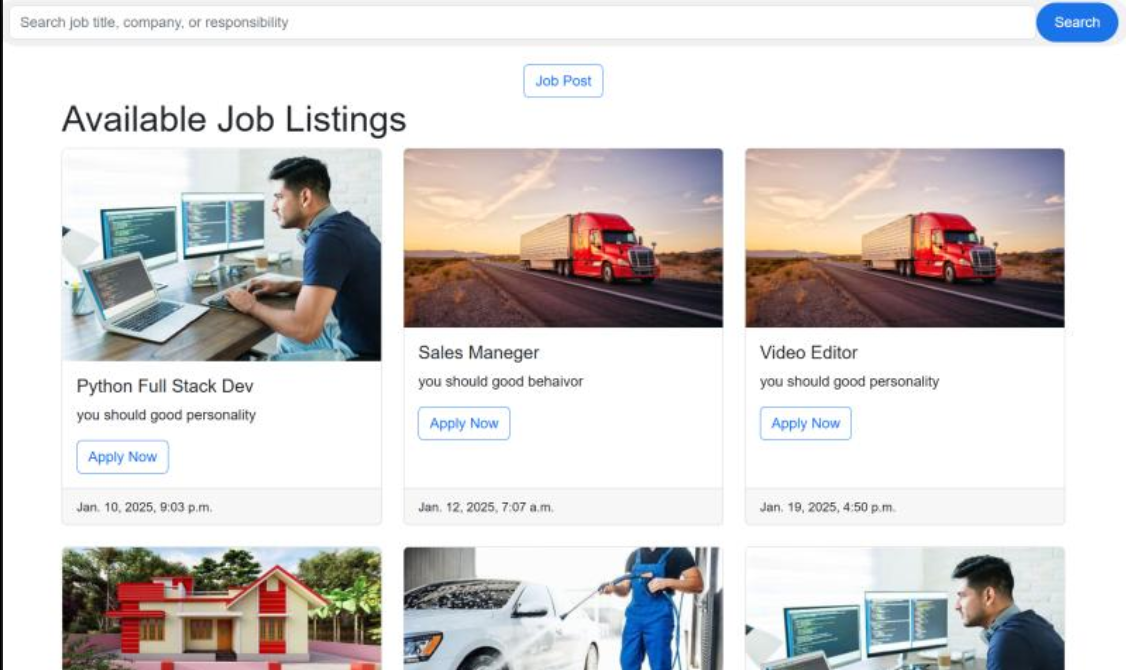 Search job title, company, or responsibility
Search
Job Post
Available Job Listings
Python Full Stack Dev
you should good personality
Apply Now
Jan. 10, 2025, 9:03 p.m.
Sales Maneger
you should good behaivor
Apply Now
Jan. 12, 2025, 7:07 a.m.
Video Editor
you should good personality
Apply Now
Jan. 19, 2025, 4:50 p.m.